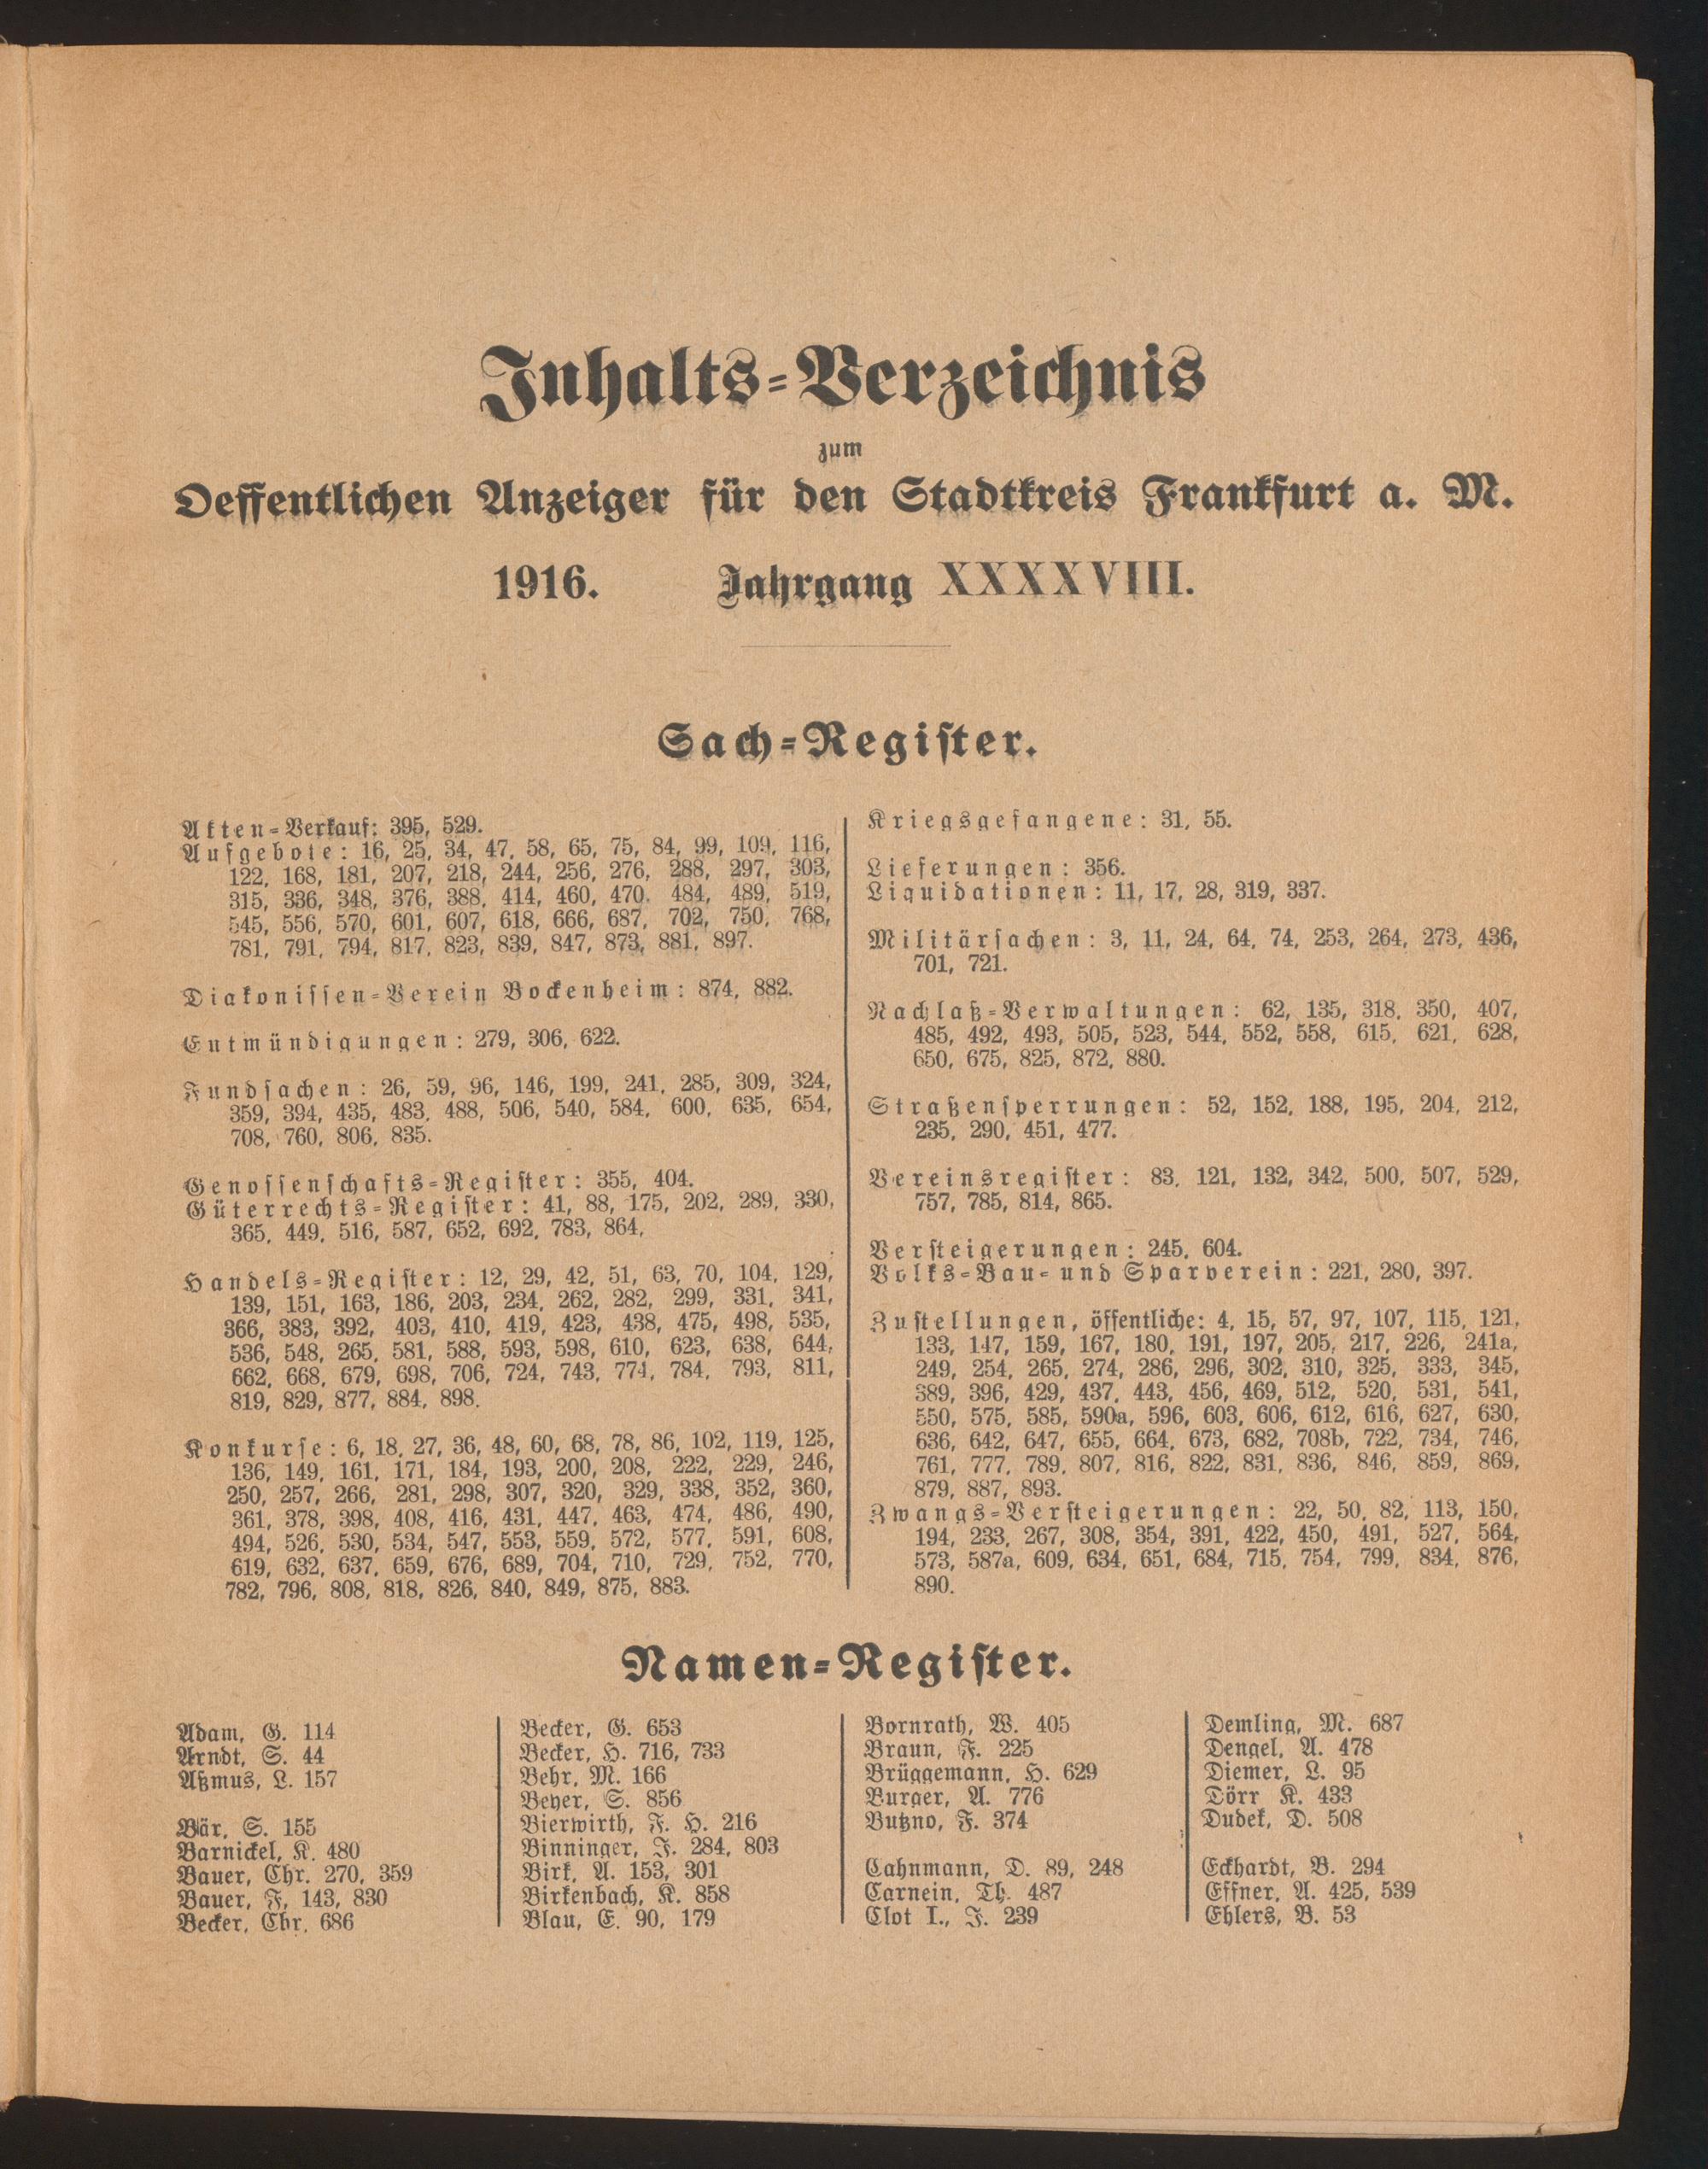 Inhalts=Verzeichnis
zum
Oeffentlichen Anzeiger für den Stadtkreis Frankfurt a. M.
1916. Jahrgang XXXXVIII.
Sach=Register.
Akten=Verkauf: 395, 529.
Aufgebote: 16, 25, 34, 47, 58, 65, 75, 84, 99, 109, 116,
122, 168, 181, 207, 218, 244, 256, 276, 288, 297, 303,
315, 336, 348, 376, 388, 414, 460, 470, 484, 489, 519,
545, 556, 570, 601, 607, 618, 666, 687, 702, 750, 768,
781, 791, 794, 817, 823, 839, 847, 873, 881, 897.
Diakonissen=Verein Bockenheim: 874, 882.
Entmündigungen: 279, 306, 622.
Fundsachen: 26, 59, 96, 146, 199, 241, 285, 309, 324,
359, 394, 435, 483, 488, 506, 540, 584, 600, 635, 654,
708, 760, 806, 835.
Genossenschafts=Register: 355, 404.
Güterrechts=Register: 41, 88, 175, 202, 289, 330,
365, 449, 516, 587, 652, 692, 783, 864,
Handels=Register: 12, 29, 42, 51, 63, 70, 104, 129,
139, 151, 163, 186, 203, 234, 262, 282, 299, 331, 341,
366, 383, 392, 403, 410, 419, 423, 438, 475, 498, 535,
536, 548, 265, 581, 588, 593, 598, 610, 623, 638, 644,
662, 668, 679, 698, 706, 724, 743, 774, 784, 793, 811,
819, 829, 877, 884, 898.
Konkurse: 6, 18, 27, 36, 48, 60, 68, 78, 86, 102, 119, 125,
136, 149, 161, 171, 184, 193, 200, 208, 222, 229, 246,
250, 257, 266, 281, 298, 307, 320, 329, 338, 352, 360,
361, 378, 398, 408, 416, 431, 447, 463, 474, 486, 490,
494, 526, 530, 534, 547, 553, 559, 572, 577, 591, 608,
619, 632, 637, 659, 676, 689, 704, 710, 729, 752, 770,
782, 796, 808, 818, 826, 840, 849, 875, 883.
Kriegsgefangene: 31, 55.
Lieferungen: 356.
Liquidationen: 11, 17, 28, 319, 337.
Militärsachen: 3, 11, 24, 64, 74, 253, 264, 273, 436,
701, 721.
Nachlaß=Verwaltungen: 62, 135, 318, 350, 407,
485, 492, 493, 505, 523, 544, 552, 558, 615, 621, 628,
650, 675, 825, 872, 880.
Straßensperrungen: 52, 152, 188, 195, 204, 212,
235, 290, 451, 477.
Vereinsregister: 83, 121, 132, 342, 500, 507, 529,
757, 785, 814, 865.
Versteigerungen: 245, 604.
Volks=Bau= und Sparverein: 221, 280, 397.
Zustellungen, öffentliche: 4, 15, 57, 97, 107, 115, 121,
133, 147, 159, 167, 180, 191, 197, 205, 217, 226, 241a,
249, 254, 265, 274, 286, 296, 302, 310, 325, 333, 345,
389, 396, 429, 437, 443, 456, 469, 512, 520, 531, 541,
550, 575, 585, 590a, 596, 603, 606, 612, 616, 627, 630,
636, 642, 647, 655, 664, 673, 682, 708b, 722, 734, 746,
761, 777, 789, 807, 816, 822, 831, 836, 846, 859, 869,
879, 887, 893.
Zwangs=Versteigerungen: 22, 50, 82, 113, 150,
194, 233, 267, 308, 354, 391, 422, 450, 491, 527, 564,
573, 587a, 609, 634, 651, 684, 715, 754, 799, 834, 876,
890.
Namen=Register.
Adam, G. 114
Arndt, S. 44
Aßmus, L. 157
Bär, S. 155
Barnickel, K. 480
Bauer, Chr. 270, 359
Bauer, F, 143, 830
Becker, Chr. 686
Becker, G. 653
Becker, H. 716, 733
Behr, M. 166
Beyer, S. 856
Bierwirth, F. H. 216
Binninger, J. 284, 803
Birk, A. 153, 301
Birkenbach, K. 858
Blau, E. 90, 179
Bornrath, W. 405
Braun, F. 225
Brüggemann, H. 629
Burger, A. 776
Butzno, F. 374
Cahnmann, D. 89, 248
Carnein, Th. 487
Clot I., J. 239
Demling, M. 687
Dengel, A. 478
Diemer, L. 95
Dörr K. 433
Dudek, D. 508
Eckhardt, B. 294
Effner, A. 425, 539
Ehlers, B. 53